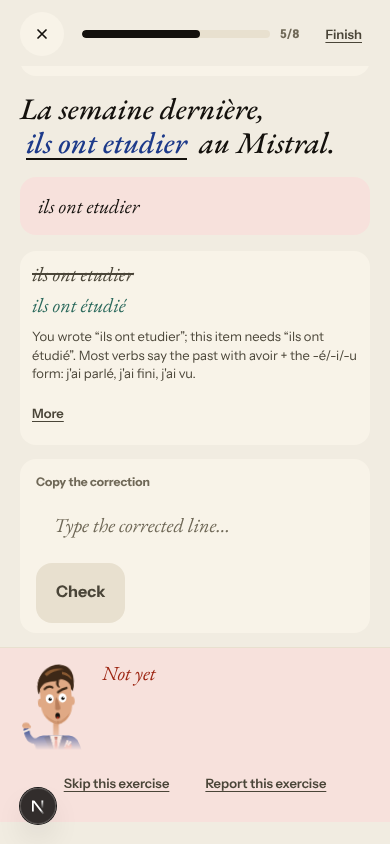 5/8
Finish
La semaine dernière,
ils ont etudier au Mistral.
ils ont etudier
ils ont etudier
ils ont étudié
You wrote “ils ont etudier”; this item needs “ils ont
étudié”. Most verbs say the past with avoir + the -é/-i/-u
form: j'ai parlé, j'ai fini, j'ai vu.
More
Copy the correction
Type the corrected line...
Check
Not yet
Skip this exercise
Report this exercise
N